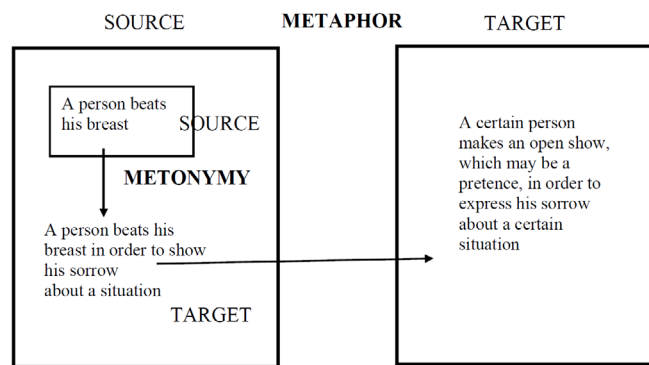 SOURCE METAPHOR TARGET
A person beats
his breast
SOURCE
METONYMY
A person beats his
breast in order to show
his sorrow
about a situation
TARGET
A certain person
makes an open show,
which may be a
pretence, in order to
express his sorrow
about a certain
situation